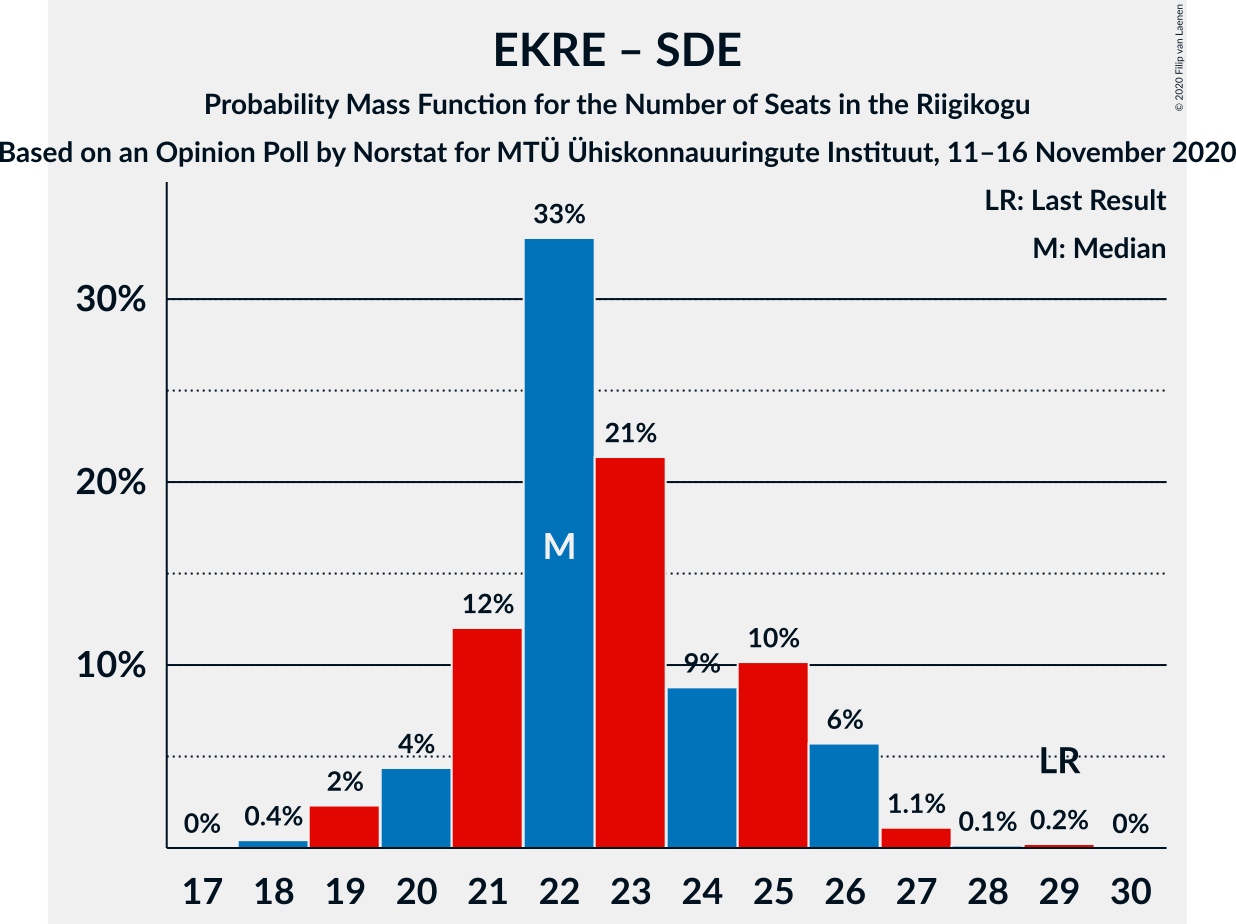 EKRE – SDE
Probability Mass Function for the Number of Seats in the Riigikogu
Based on an Opinion Poll by Norstat for MTÜ Ühiskonnauuringute Instituut, 11–16 November 2020
© 2020 Filip van Laenen
LR: Last Result
M: Median
33%
30%
21%
20%
M
12%
10%
10%
9%
6%
4%
LR
2%
1.1%
0% 0.4% 0.1% 0.2% 0%
17 18 19 20 21 22 23 24 25 26 27 28 29 30